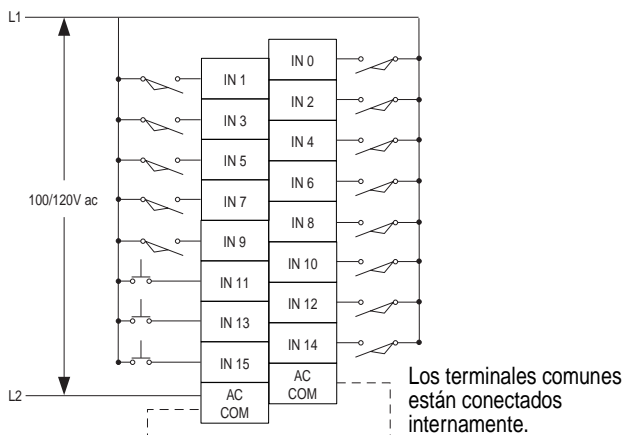 L1
IN 0
IN 1
IN 2
IN 3
IN 4
IN 5
IN 6
100/120V ac
IN 7
IN 8
IN 9
IN 10
IN 11
IN 12
IN 13
IN 14
IN 15
AC
COM
L2
AC
COM
Los terminales comunes
están conectados
internamente.